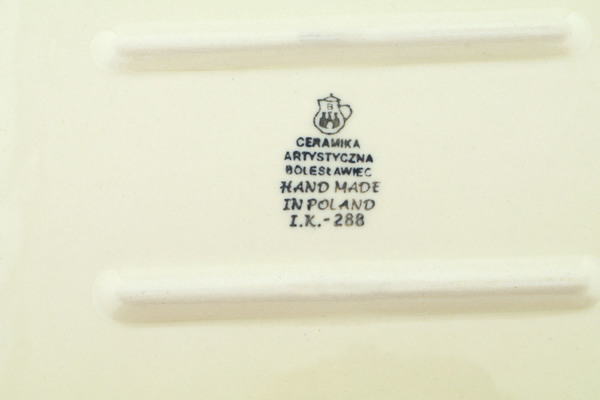 B
CERAMIKA
ARTYSTYCZNA
BOLESŁAWIEC
HAND MADE
IN POLAND
I.K.-288